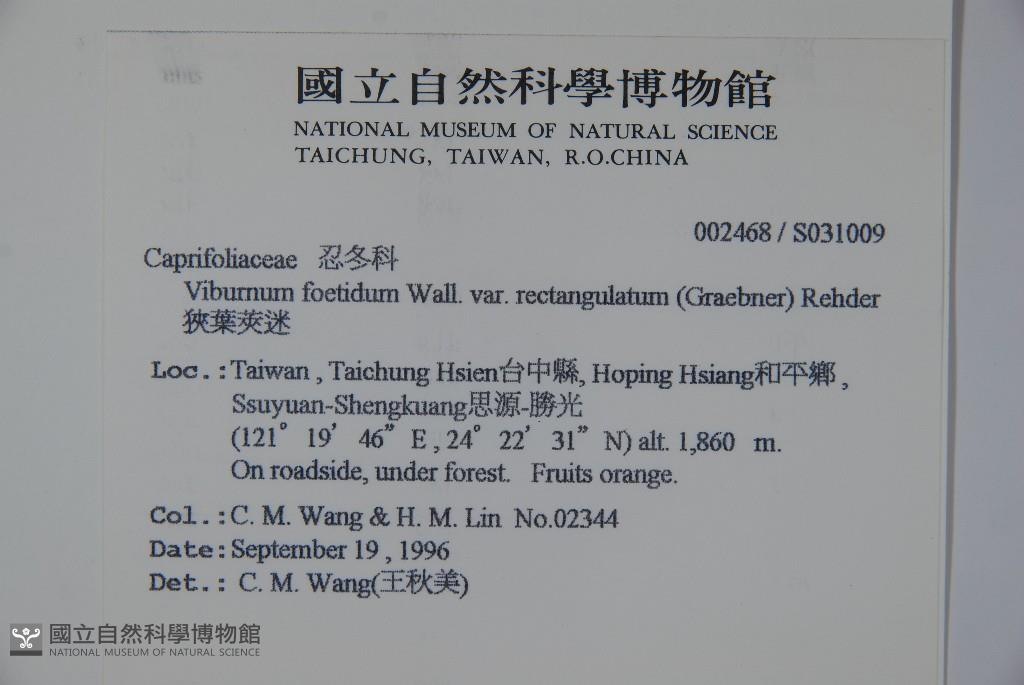 國立自然科學博物館
NATIONAL MUSEUM OF NATURAL SCIENCE
TAICHUNG, TAIWAN, R.O.CHINA
002468 / S031009
Caprifoliaceae 忍冬科
Viburnum foetidum Wall. var. rectangulatum (Graebner) Rehder
狹葉莢迷
Loc.:Taiwan , Taichung Hsien台中縣, Hoping Hsiang和平鄉 ,
Ssuyuan-Shengkuang思源-勝光
(121° 19′ 46” E , 24° 22′ 31” N) alt. 1,860 m.
On roadside, under forest. Fruits orange.
Col.:C. M. Wang & H. M. Lin No.02344
Date:September 19 , 1996
Det.: C. M. Wang(王秋美)
國立自然科學博物館
NATIONAL MUSEUM OF NATURAL SCIENCE